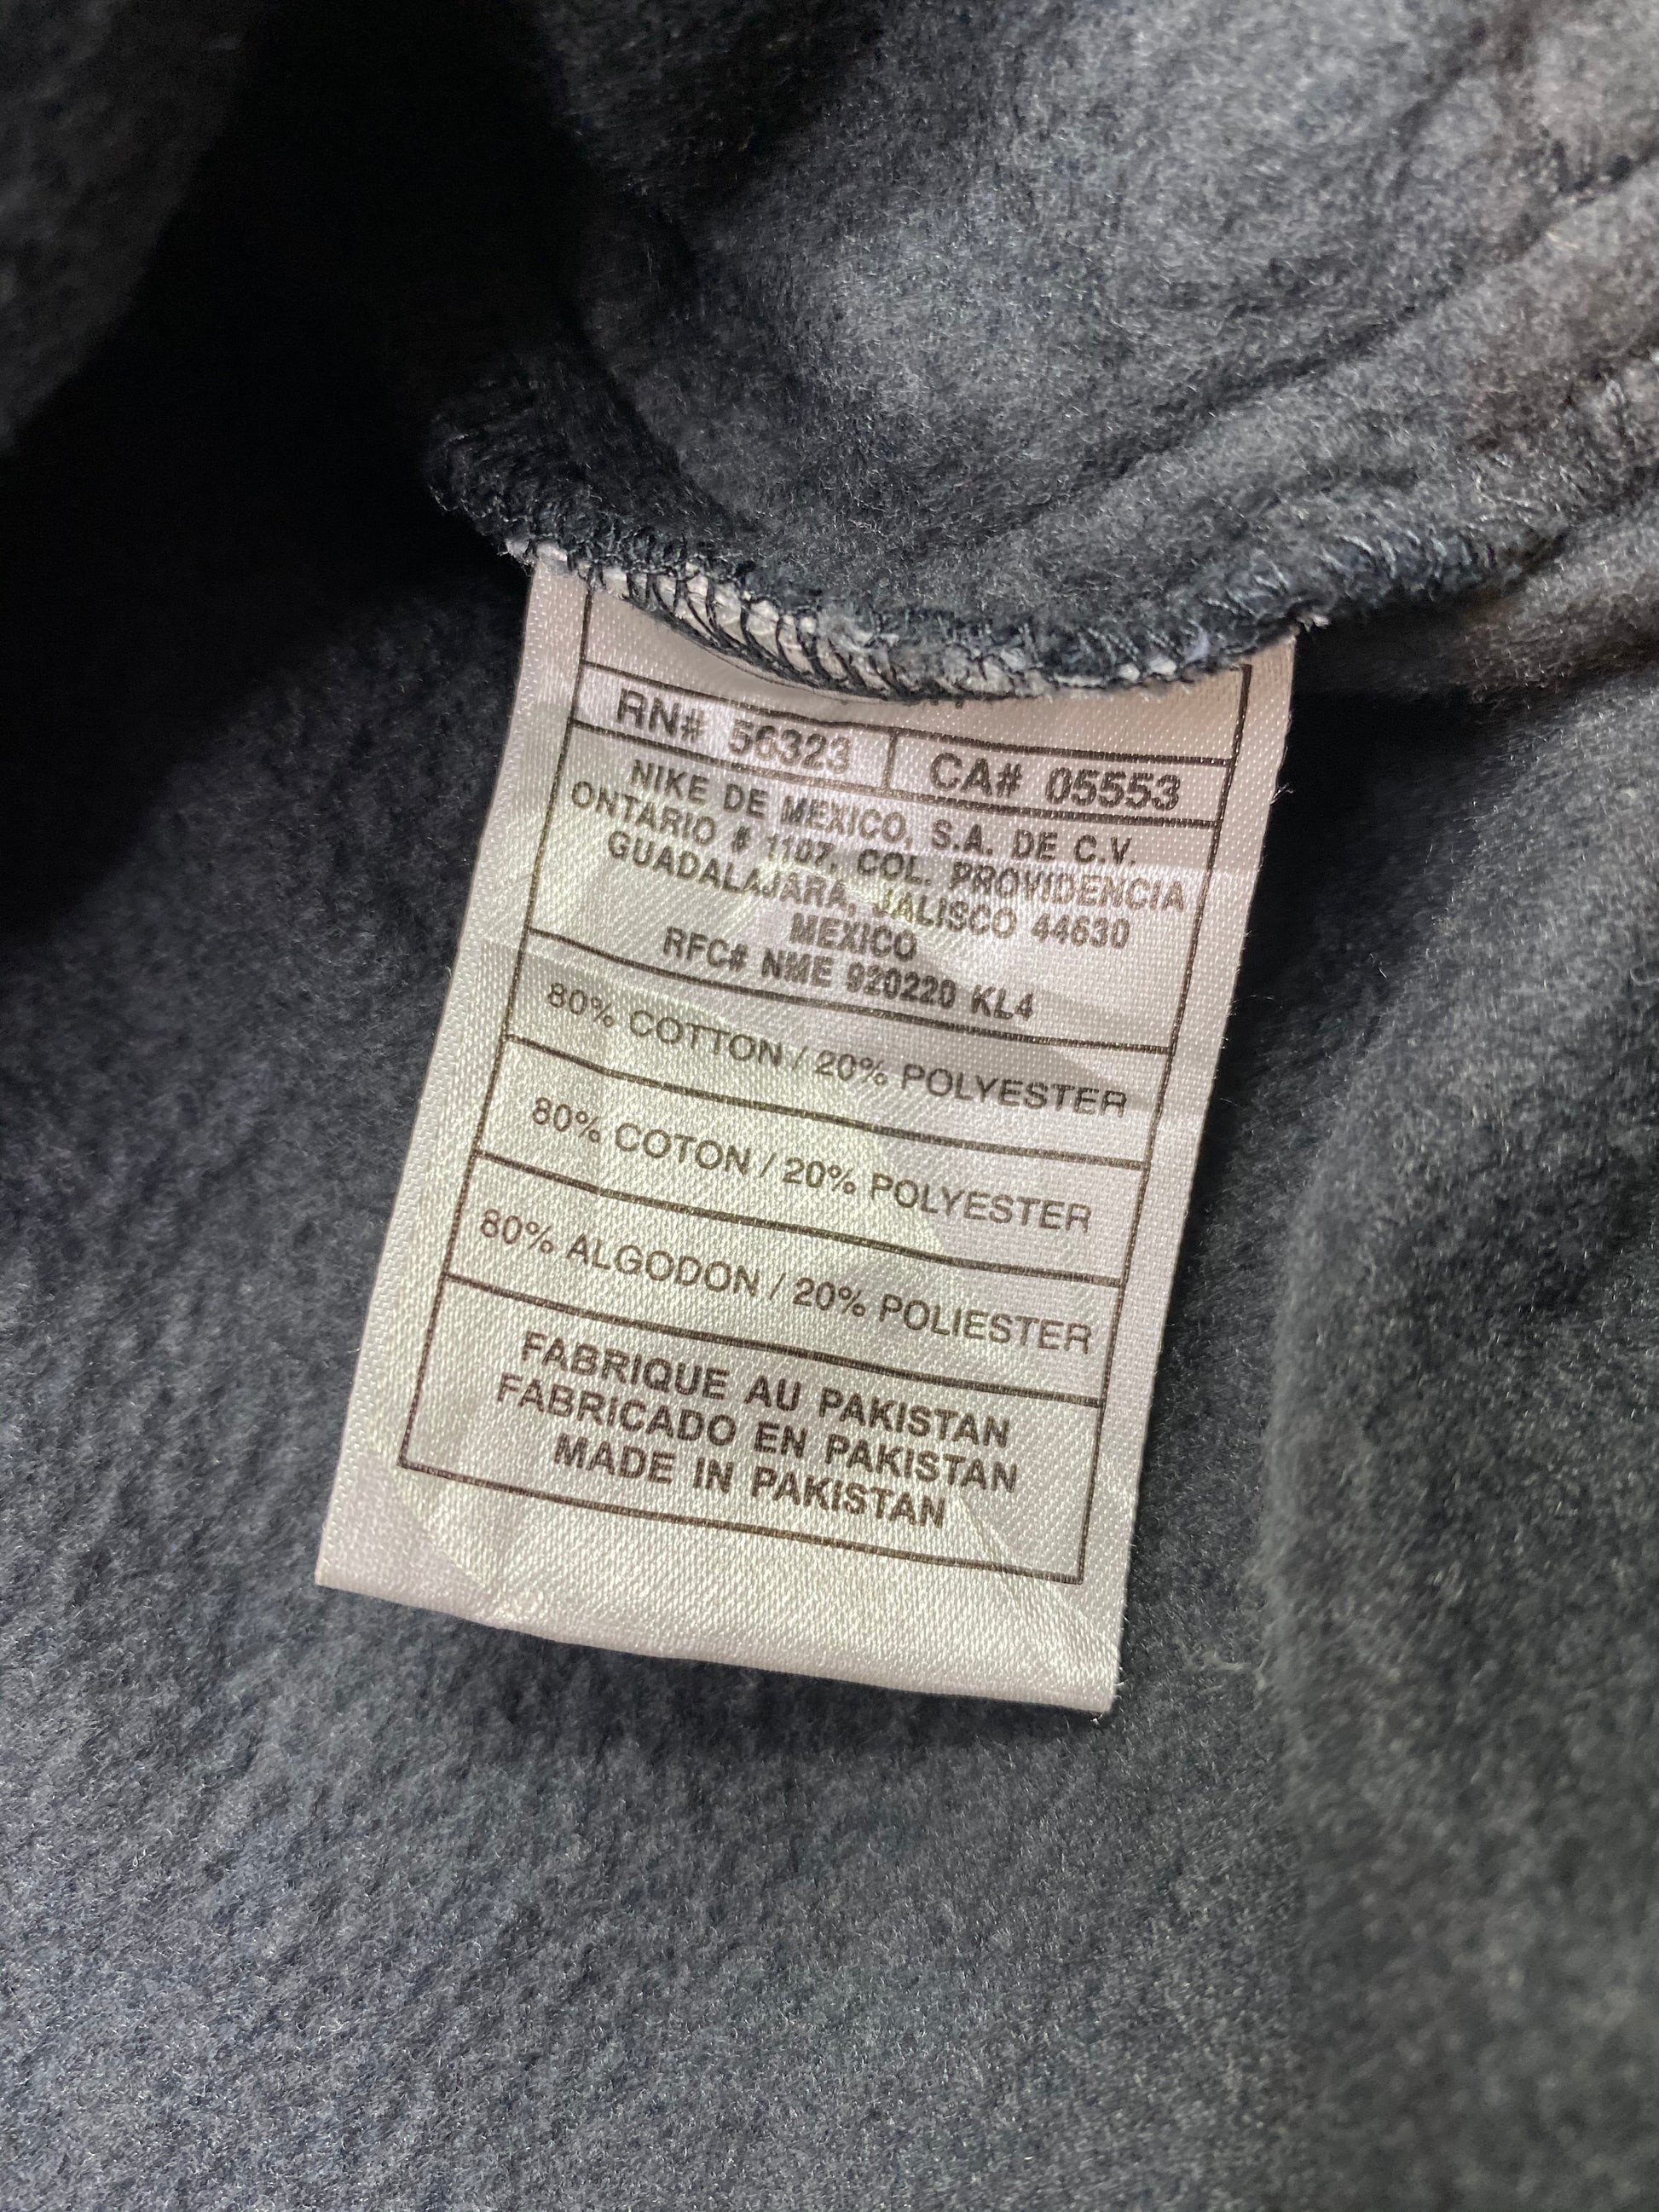 RN# 56323 CA# 05553
NIKE DE MEXICO, S.A. DE C.V.
ONTARIO # 1107, COL. PROVIDENCIA
GUADALAJARA, JALISCO 44630
MEXICO
RFC# NME 920220 KL4
80% COTTON / 20% POLYESTER
80% COTON / 20% POLYESTER
80% ALGODON / 20% POLIESTER
FABRIQUE AU PAKISTAN
FABRICADO EN PAKISTAN
MADE IN PAKISTAN